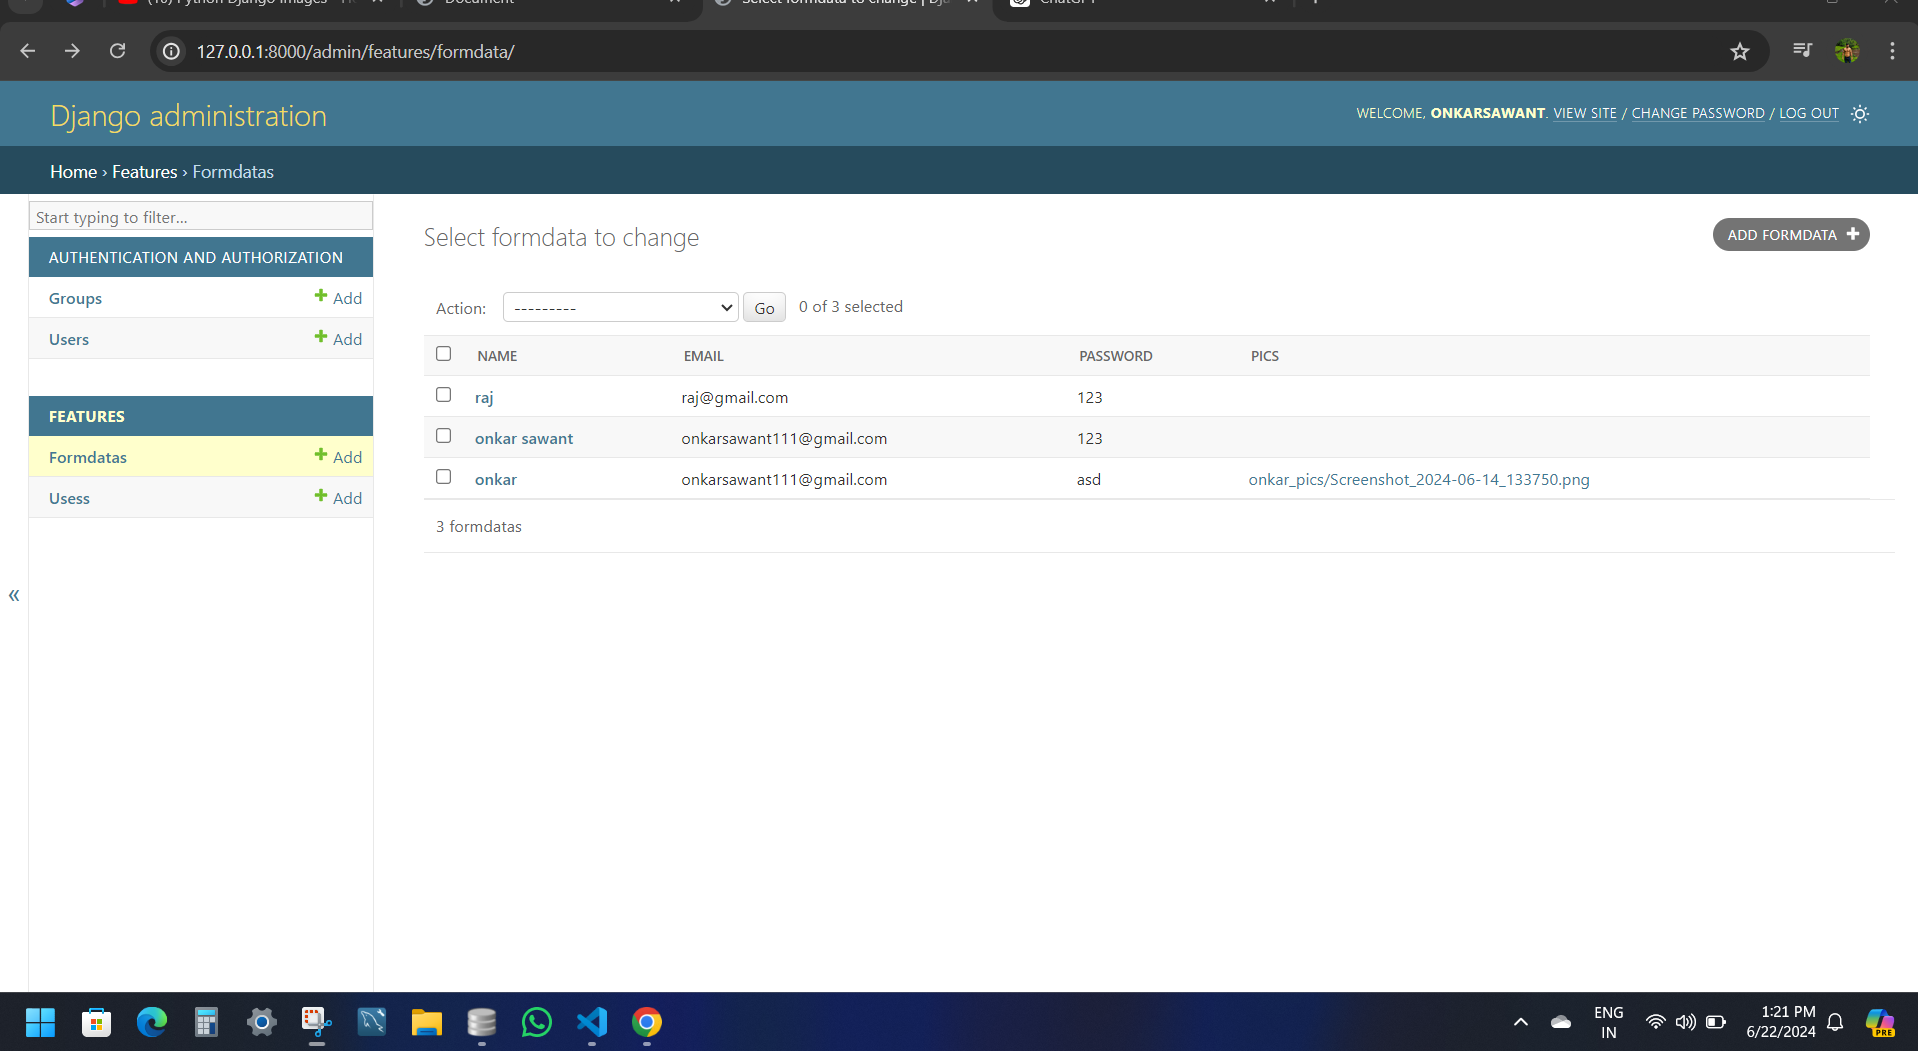 Document
127.0.0.1:8000/admin/features/formdata/
Django administration
WELCOME, ONKARSAWANT. VIEW SITE / CHANGE PASSWORD / LOG OUT
Home › Features › Formdatas
Start typing to filter...
AUTHENTICATION AND AUTHORIZATION
Groups + Add
Users + Add
FEATURES
Formdatas + Add
Usess + Add
«
Select formdata to change
ADD FORMDATA +
Action: --------- Go 0 of 3 selected
NAME EMAIL PASSWORD PICS
raj raj@gmail.com 123
onkar sawant onkarsawant111@gmail.com 123
onkar onkarsawant111@gmail.com asd onkar_pics/Screenshot_2024-06-14_133750.png
3 formdatas
ENG
IN
1:21 PM
6/22/2024
PRE